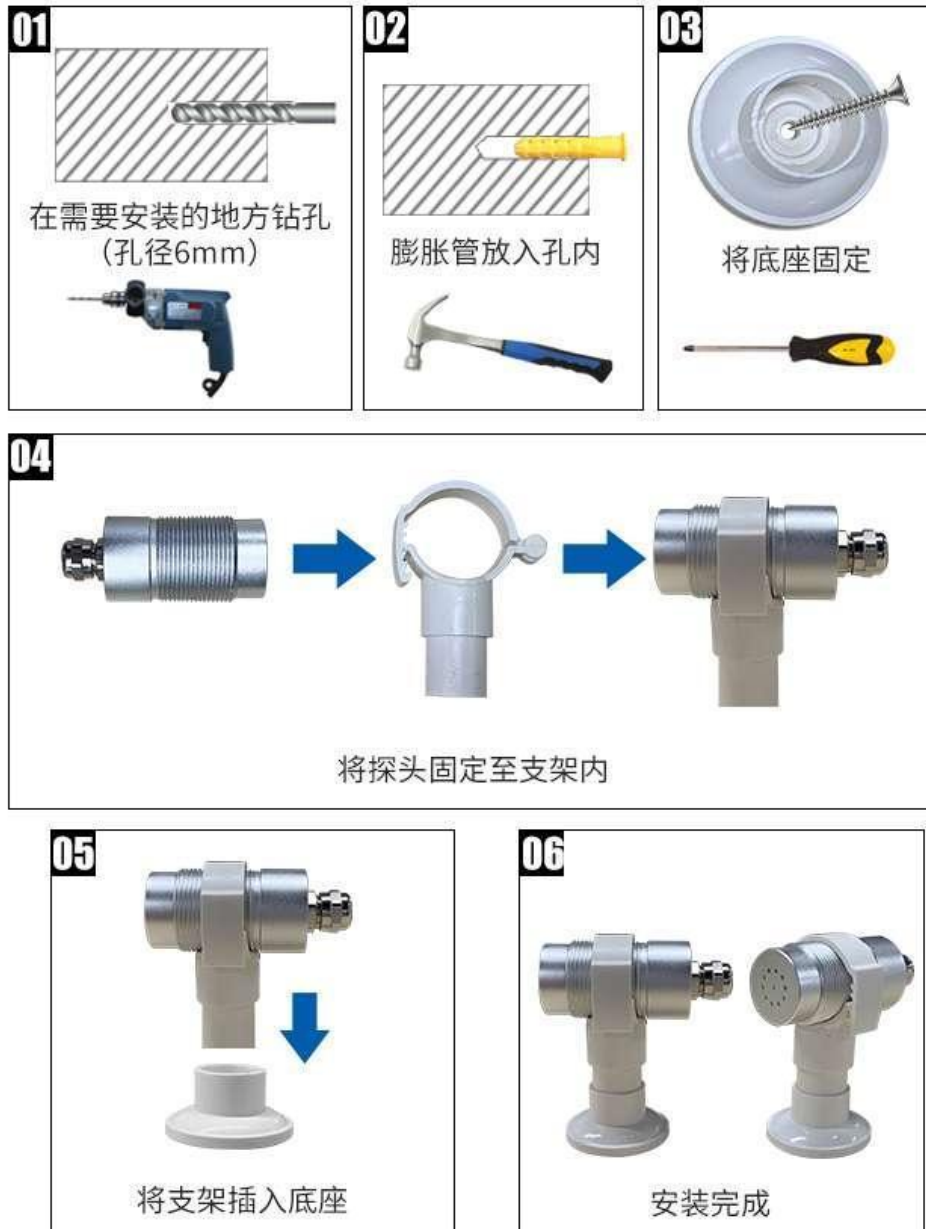 01
在需要安装的地方钻孔
（孔径6mm）
02
膨胀管放入孔内
03
将底座固定
04
将探头固定至支架内
05
将支架插入底座
06
安装完成